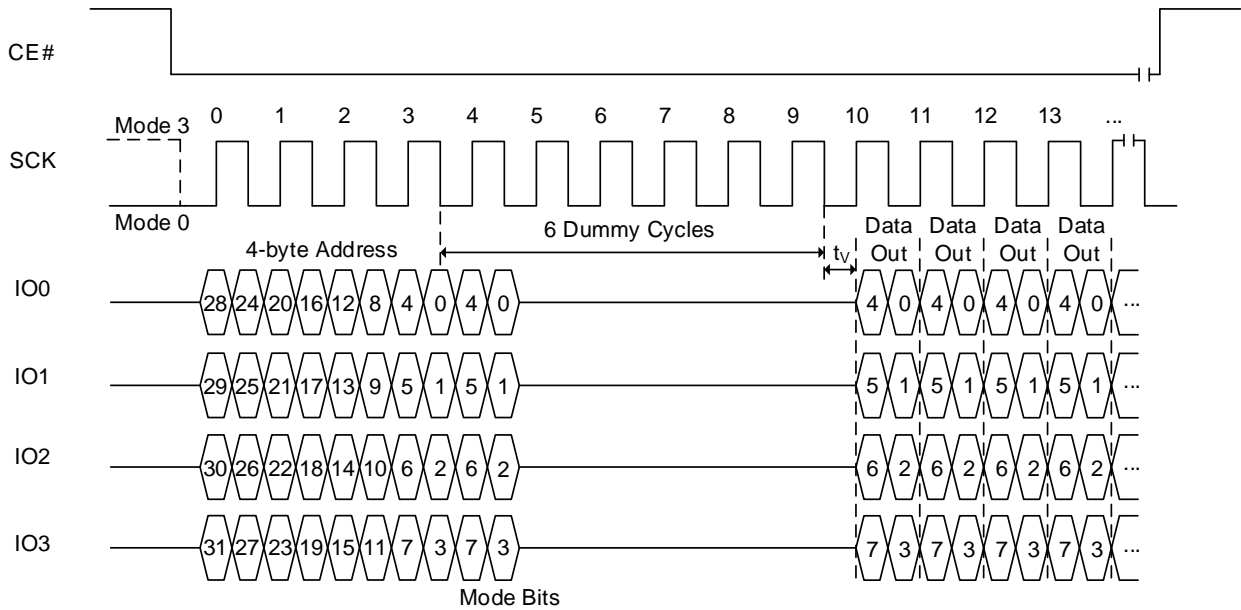 CE#
0 1 2 3 4 5 6 7 8 9 10 11 12 13 ...
Mode 3
SCK
Mode 0
6 Dummy Cycles
Data Data Data Data
4-byte Address
tV
Out Out Out Out
IO0 28 24 20 16 12 8 4 0 4 0 4 0 4 0 4 0 4 0 ...
IO1 29 25 21 17 13 9 5 1 5 1 5 1 5 1 5 1 5 1 ...
IO2 30 26 22 18 14 10 6 2 6 2 6 2 6 2 6 2 6 2 ...
IO3 31 27 23 19 15 11 7 3 7 3 7 3 7 3 7 3 7 3 ...
Mode Bits